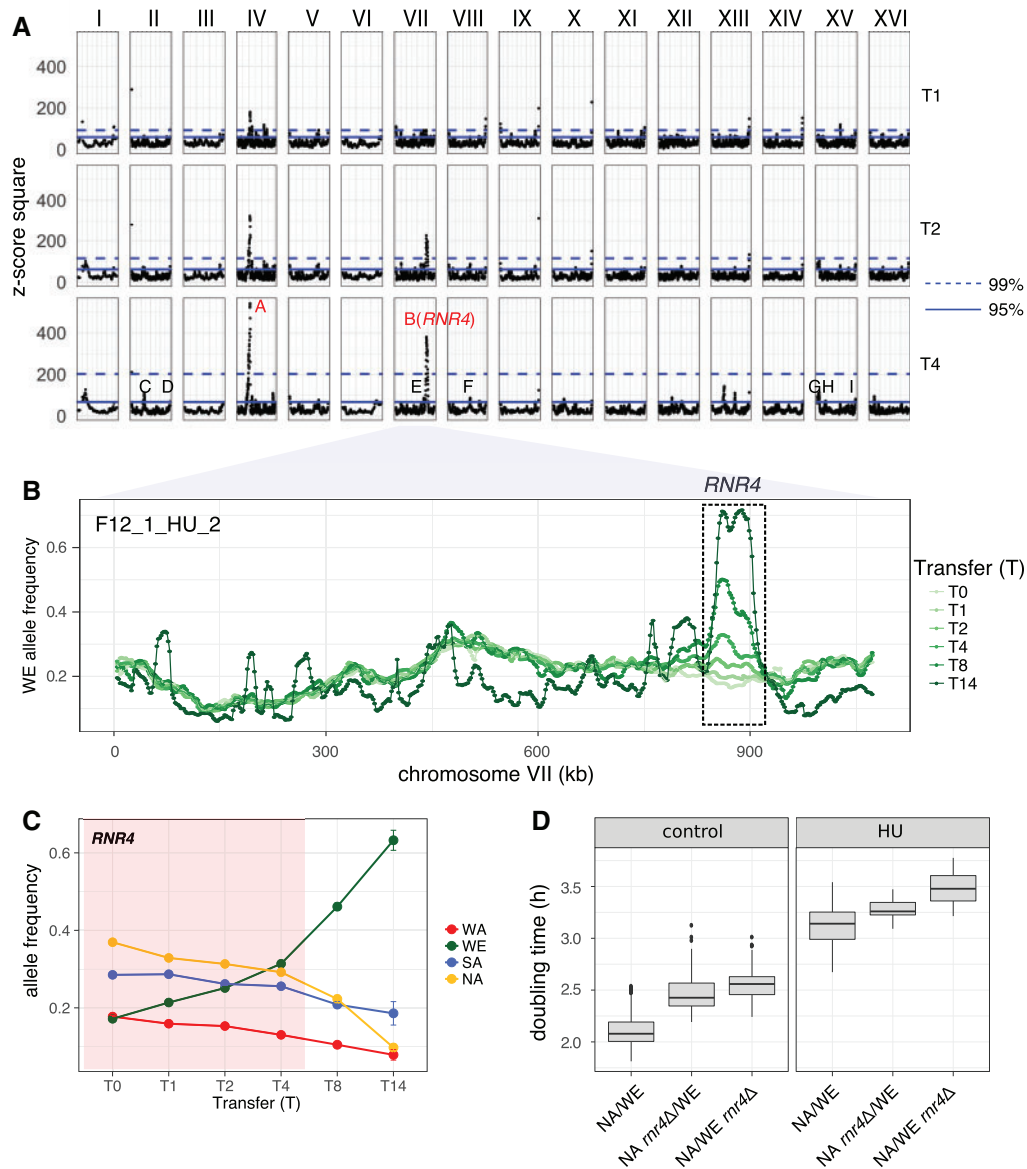 A
I II III IV V VI VII VIII IX X XI XII XIII XIV XV XVI
z-score square
400
200
0
T1
400
200
0
T2
99%
95%
400
200
0
A
B(RNR4)
C D
E
F
GH I
T4
B
RNR4
F12_1_HU_2
WE allele frequency
0.6
0.4
0.2
0 300 600 900
chromosome VII (kb)
Transfer (T)
T0
T1
T2
T4
T8
T14
C
RNR4
allele frequency
0.6
0.4
0.2
T0 T1 T2 T4 T8 T14
Transfer (T)
WA
WE
SA
NA
D
control HU
doubling time (h)
3.5
3.0
2.5
2.0
NA/WE
NA rnr4Δ/WE
NA/WE rnr4Δ
NA/WE
NA rnr4Δ/WE
NA/WE rnr4Δ